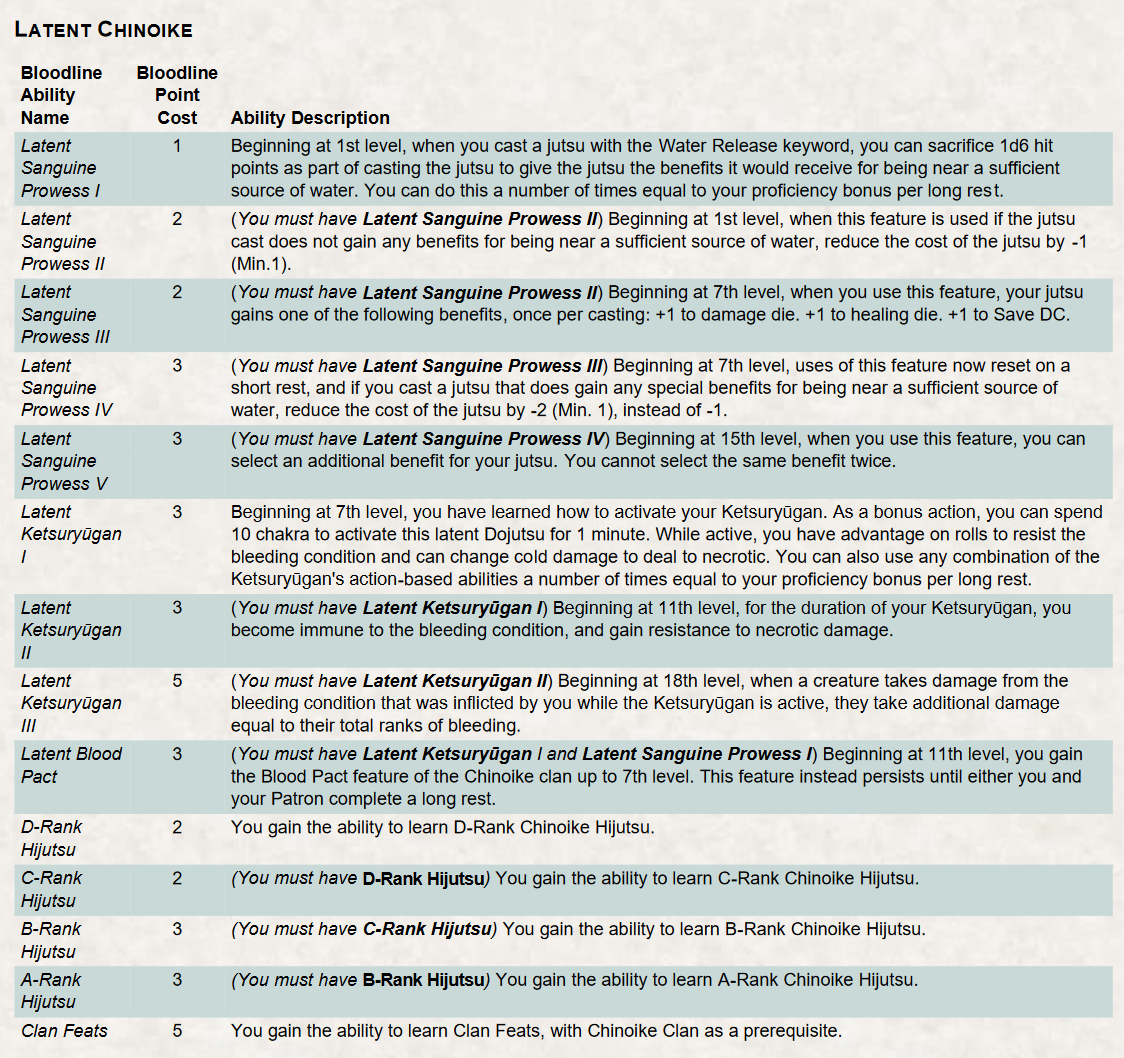 LATENT CHINOIKE
Bloodline
Ability
Name
Bloodline
Point
Cost
Ability Description
Latent
Sanguine
Prowess I
1
Beginning at 1st level, when you cast a jutsu with the Water Release keyword, you can sacrifice 1d6 hit
points as part of casting the jutsu to give the jutsu the benefits it would receive for being near a sufficient
source of water. You can do this a number of times equal to your proficiency bonus per long rest.
Latent
Sanguine
Prowess II
2
(You must have Latent Sanguine Prowess II) Beginning at 1st level, when this feature is used if the jutsu
cast does not gain any benefits for being near a sufficient source of water, reduce the cost of the jutsu by -1
(Min.1).
Latent
Sanguine
Prowess III
2
(You must have Latent Sanguine Prowess II) Beginning at 7th level, when you use this feature, your jutsu
gains one of the following benefits, once per casting: +1 to damage die. +1 to healing die. +1 to Save DC.
Latent
Sanguine
Prowess IV
3
(You must have Latent Sanguine Prowess III) Beginning at 7th level, uses of this feature now reset on a
short rest, and if you cast a jutsu that does gain any special benefits for being near a sufficient source of
water, reduce the cost of the jutsu by -2 (Min. 1), instead of -1.
Latent
Sanguine
Prowess V
3
(You must have Latent Sanguine Prowess IV) Beginning at 15th level, when you use this feature, you can
select an additional benefit for your jutsu. You cannot select the same benefit twice.
Latent
Ketsuryūgan
I
3
Beginning at 7th level, you have learned how to activate your Ketsuryūgan. As a bonus action, you can spend
10 chakra to activate this latent Dojutsu for 1 minute. While active, you have advantage on rolls to resist the
bleeding condition and can change cold damage to deal to necrotic. You can also use any combination of the
Ketsuryūgan's action-based abilities a number of times equal to your proficiency bonus per long rest.
Latent
Ketsuryūgan
II
3
(You must have Latent Ketsuryūgan I) Beginning at 11th level, for the duration of your Ketsuryūgan, you
become immune to the bleeding condition, and gain resistance to necrotic damage.
Latent
Ketsuryūgan
III
5
(You must have Latent Ketsuryūgan II) Beginning at 18th level, when a creature takes damage from the
bleeding condition that was inflicted by you while the Ketsuryūgan is active, they take additional damage
equal to their total ranks of bleeding.
Latent Blood
Pact
3
(You must have Latent Ketsuryūgan I and Latent Sanguine Prowess I) Beginning at 11th level, you gain
the Blood Pact feature of the Chinoike clan up to 7th level. This feature instead persists until either you and
your Patron complete a long rest.
D-Rank
Hijutsu
2
You gain the ability to learn D-Rank Chinoike Hijutsu.
C-Rank
Hijutsu
2
(You must have D-Rank Hijutsu) You gain the ability to learn C-Rank Chinoike Hijutsu.
B-Rank
Hijutsu
3
(You must have C-Rank Hijutsu) You gain the ability to learn B-Rank Chinoike Hijutsu.
A-Rank
Hijutsu
3
(You must have B-Rank Hijutsu) You gain the ability to learn A-Rank Chinoike Hijutsu.
Clan Feats
5
You gain the ability to learn Clan Feats, with Chinoike Clan as a prerequisite.